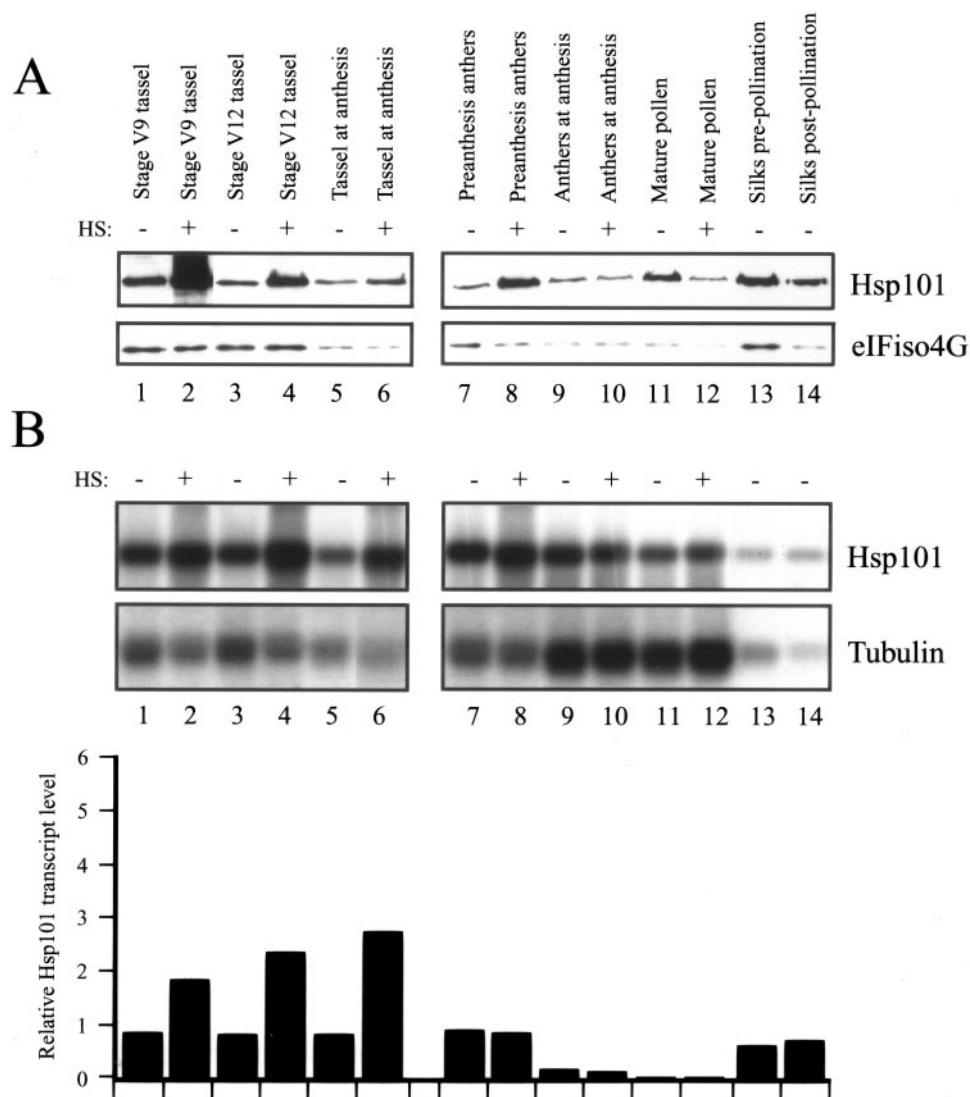 A
Stage V9 tassel
Stage V9 tassel
Stage V12 tassel
Stage V12 tassel
Tassel at anthesis
Tassel at anthesis
Preanthesis anthers
Preanthesis anthers
Anthers at anthesis
Anthers at anthesis
Mature pollen
Mature pollen
Silks pre-pollination
Silks post-pollination
HS: - + - + - + - + - + - + - -
Hsp101
eIFiso4G
1 2 3 4 5 6 7 8 9 10 11 12 13 14
B
HS: - + - + - + - + - + - + - -
Hsp101
Tubulin
1 2 3 4 5 6 7 8 9 10 11 12 13 14
Relative Hsp101 transcript level
6
5
4
3
2
1
0